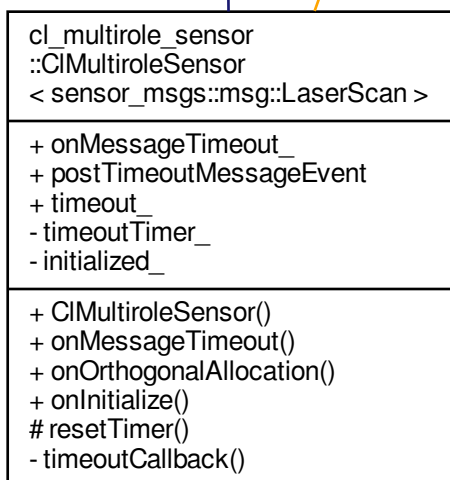 cl_multirole_sensor
::ClMultiroleSensor
< sensor_msgs::msg::LaserScan >
+ onMessageTimeout_
+ postTimeoutMessageEvent
+ timeout_
- timeoutTimer_
- initialized_
+ ClMultiroleSensor()
+ onMessageTimeout()
+ onOrthogonalAllocation()
+ onInitialize()
# resetTimer()
- timeoutCallback()